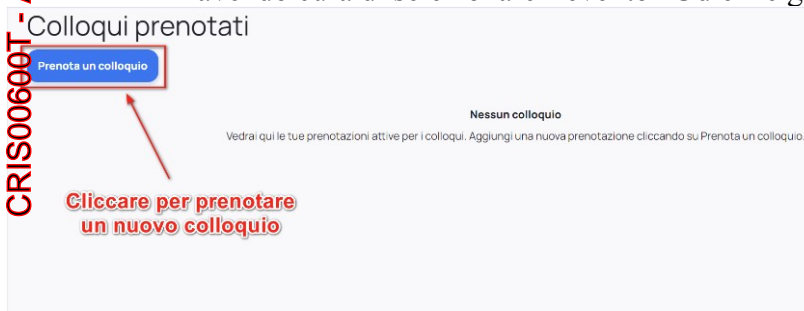 Colloqui prenotati
Prenota un colloquio
Nessun colloquio
Vedrai qui le tue prenotazioni attive per i colloqui. Aggiungi una nuova prenotazione cliccando su Prenota un colloquio.
Cliccare per prenotare
un nuovo colloquio
CRIS00600T -